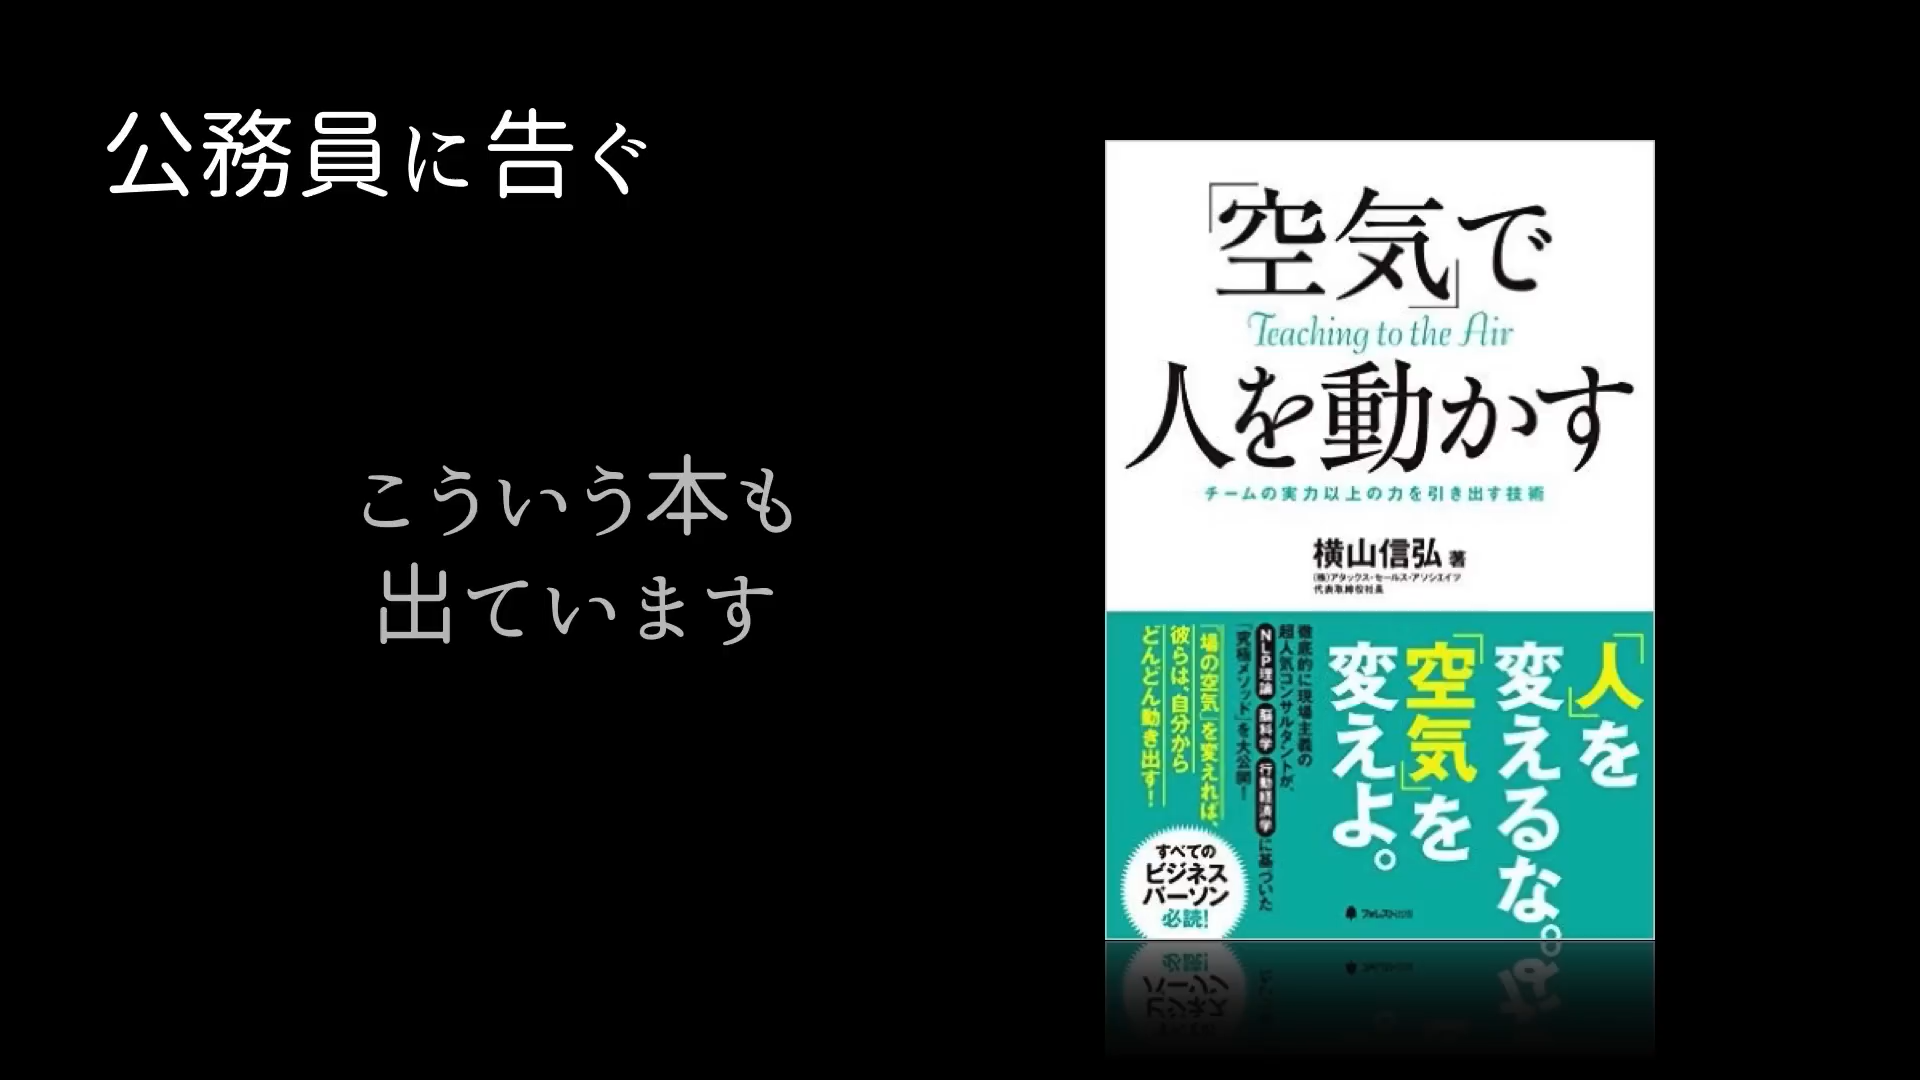 公務員に告ぐ
こういう本も
出ています
「空気」で
Teaching to the Air
人を動かす
チームの実力以上の力を引き出す技術
横山信弘 著
(株)アタックス・セールス・アソシエイツ
代表取締役社長
「人」を
変えるな。
「空気」を
変えよ。
徹底的に現場主義の
超人気コンサルタントが、
NLP理論 脳科学 行動経済学に基づいた
「究極メソッド」を大公開!
「場の空気」を変えれば、
彼らは、自分から
どんどん動き出す!
すべての
ビジネス
パーソン
必読!
フォレスト出版